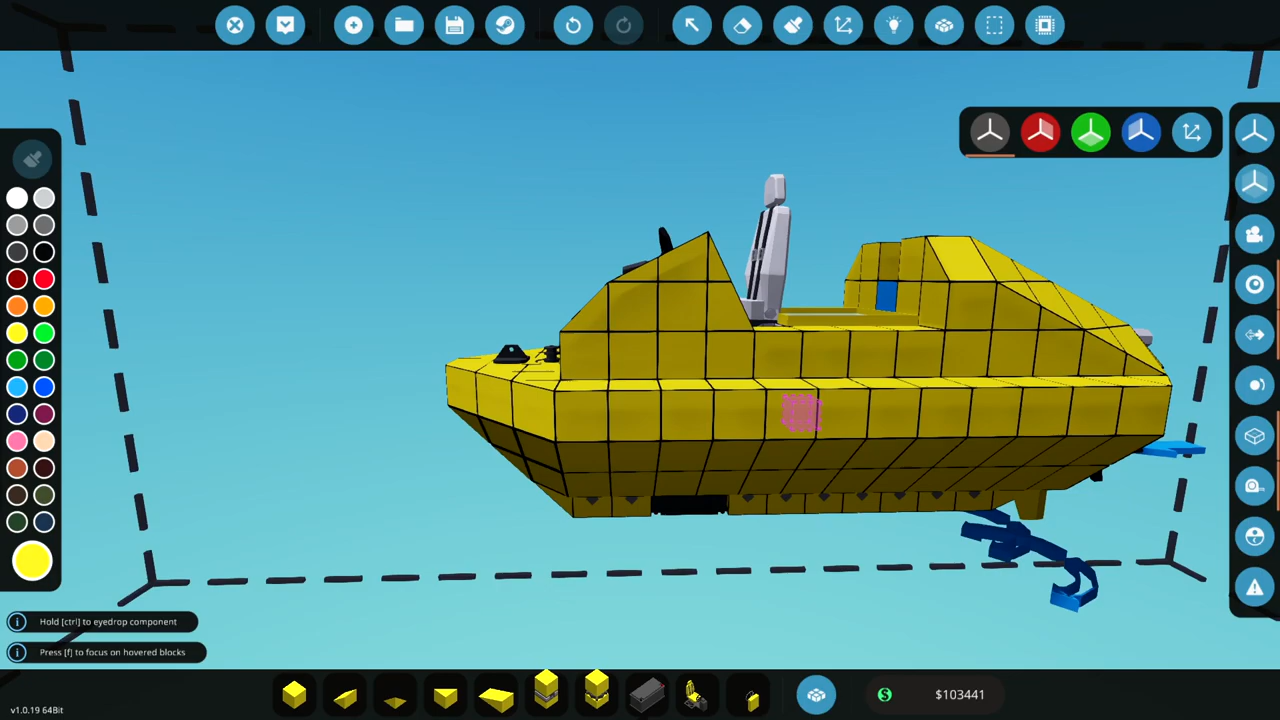 Hold [ctrl] to eyedrop component
Press [f] to focus on hovered blocks
v1.0.19 64Bit
$103441